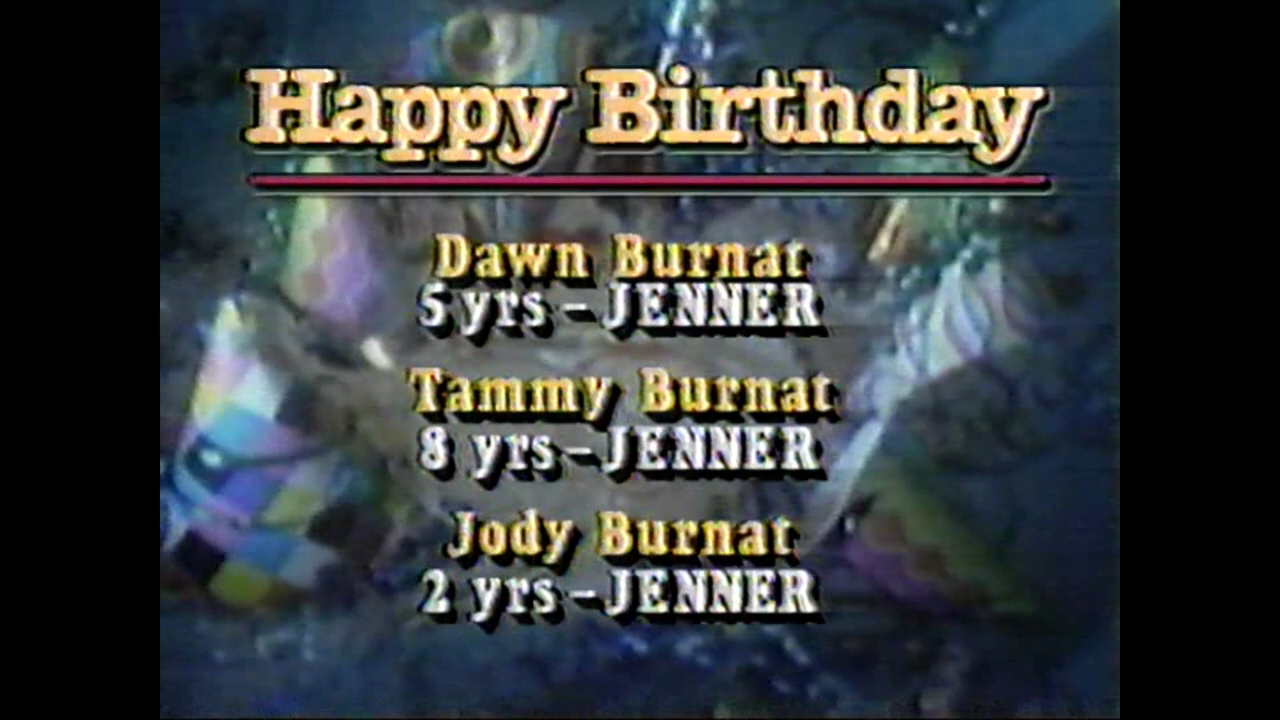 Happy Birthday
Dawn Burnat
5 yrs - JENNER
Tammy Burnat
8 yrs - JENNER
Jody Burnat
2 yrs - JENNER